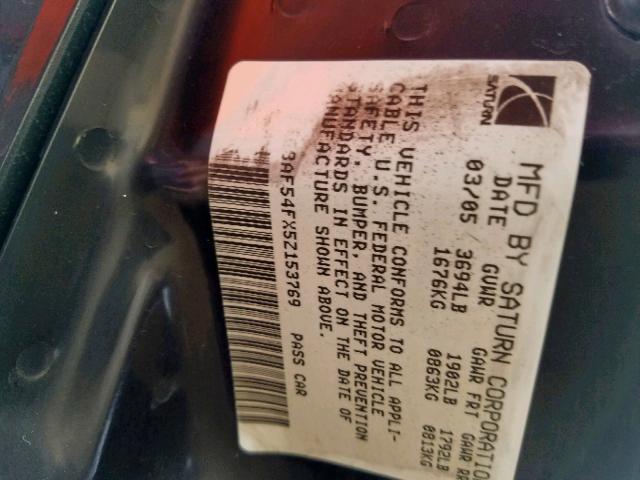 SATURN
MFD BY SATURN CORPORATION
DATE GVWR GAWR FRT GAWR RR
03/05 3694LB 1902LB 1792LB
1676KG 0863KG 0813KG
THIS VEHICLE CONFORMS TO ALL APPLI-
CABLE U.S. FEDERAL MOTOR VEHICLE
SAFETY, BUMPER, AND THEFT PREVENTION
STANDARDS IN EFFECT ON THE DATE OF
MANUFACTURE SHOWN ABOVE.
8AF54FX5Z153769 PASS CAR